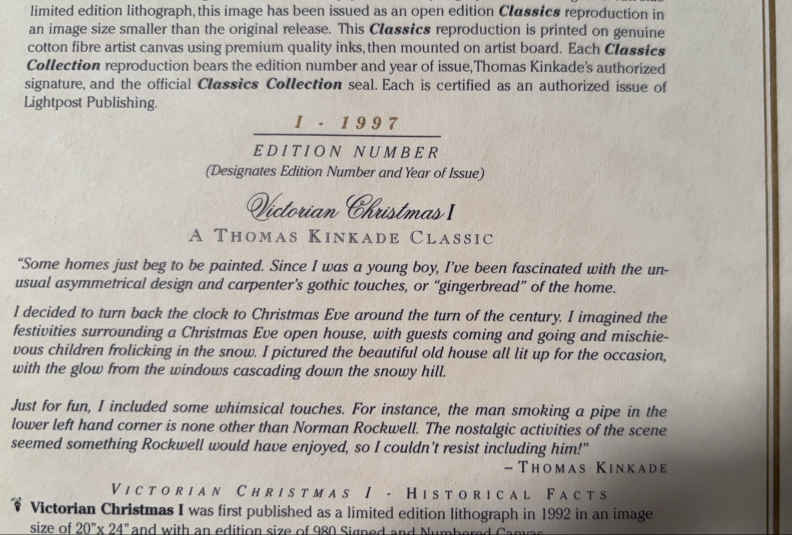 limited edition lithograph, this image has been issued as an open edition Classics reproduction in
an image size smaller than the original release. This Classics reproduction is printed on genuine
cotton fibre artist canvas using premium quality inks, then mounted on artist board. Each Classics
Collection reproduction bears the edition number and year of issue, Thomas Kinkade's authorized
signature, and the official Classics Collection seal. Each is certified as an authorized issue of
Lightpost Publishing.
I - 1997
EDITION NUMBER
(Designates Edition Number and Year of Issue)
Victorian Christmas I
A THOMAS KINKADE CLASSIC
"Some homes just beg to be painted. Since I was a young boy, I've been fascinated with the un-
usual asymmetrical design and carpenter's gothic touches, or "gingerbread" of the home.
I decided to turn back the clock to Christmas Eve around the turn of the century. I imagined the
festivities surrounding a Christmas Eve open house, with guests coming and going and mischie-
vous children frolicking in the snow. I pictured the beautiful old house all lit up for the occasion,
with the glow from the windows cascading down the snowy hill.
Just for fun, I included some whimsical touches. For instance, the man smoking a pipe in the
lower left hand corner is none other than Norman Rockwell. The nostalgic activities of the scene
seemed something Rockwell would have enjoyed, so I couldn't resist including him!"
– THOMAS KINKADE
VICTORIAN CHRISTMAS I - HISTORICAL FACTS
Victorian Christmas I was first published as a limited edition lithograph in 1992 in an image
size of 20"x 24" and with an edition size of 980 Signed and Numbered Canvas